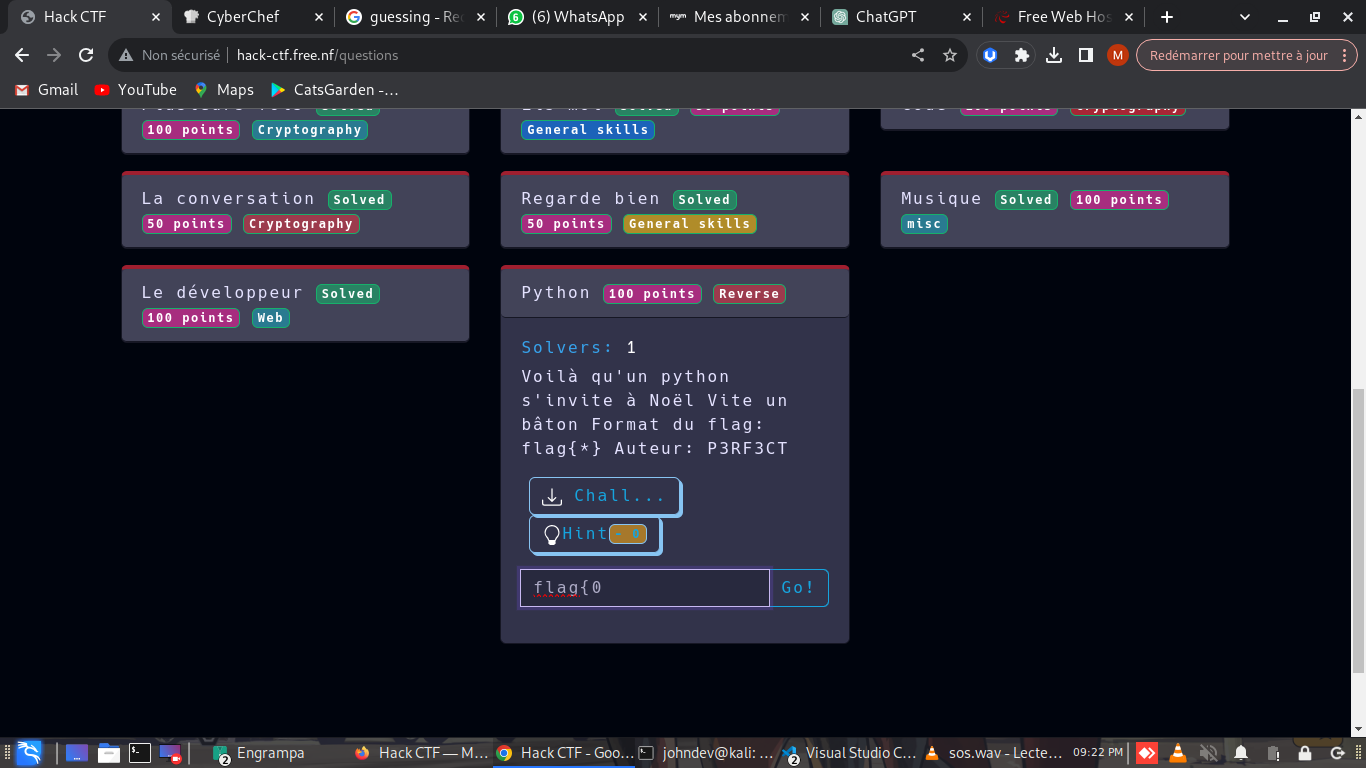 Hack CTF
CyberChef
guessing - Rec
(6) WhatsApp
mym Mes abonnem
ChatGPT
Free Web Hos
Non sécurisé hack-ctf.free.nf/questions
M Redémarrer pour mettre à jour
Gmail YouTube Maps CatsGarden -...
100 points Cryptography
General skills
La conversation Solved
50 points Cryptography
Regarde bien Solved
50 points General skills
Musique Solved 100 points
misc
Le développeur Solved
100 points Web
Python 100 points Reverse
Solvers: 1
Voilà qu'un python
s'invite à Noël Vite un
bâton Format du flag:
flag{*} Auteur: P3RF3CT
Chall...
Hint
flag{0 Go!
2 Engrampa
Hack CTF — M...
Hack CTF - Goo...
johndev@kali: ...
2 Visual Studio C...
sos.wav - Lecte...
09:22 PM